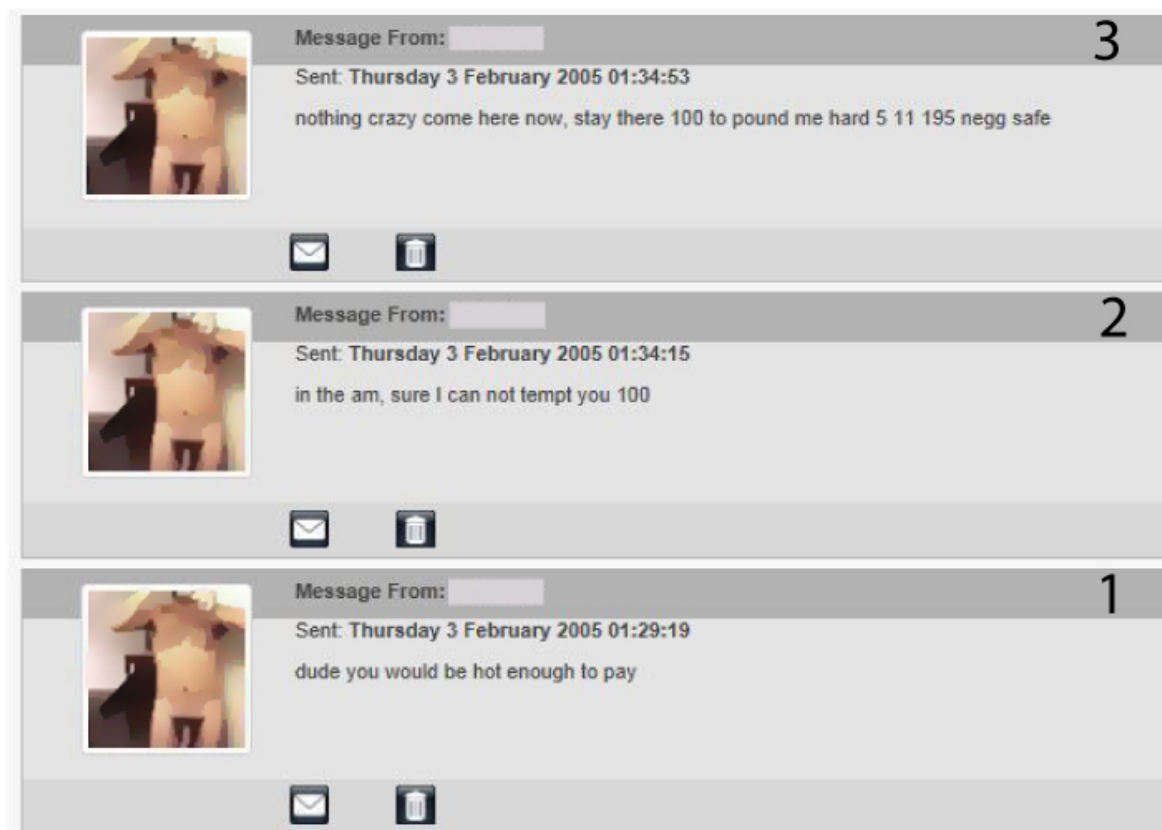 3
Message From:
Sent: Thursday 3 February 2005 01:34:53
nothing crazy come here now, stay there 100 to pound me hard 5 11 195 negg safe
2
Message From:
Sent: Thursday 3 February 2005 01:34:15
in the am, sure I can not tempt you 100
1
Message From:
Sent: Thursday 3 February 2005 01:29:19
dude you would be hot enough to pay